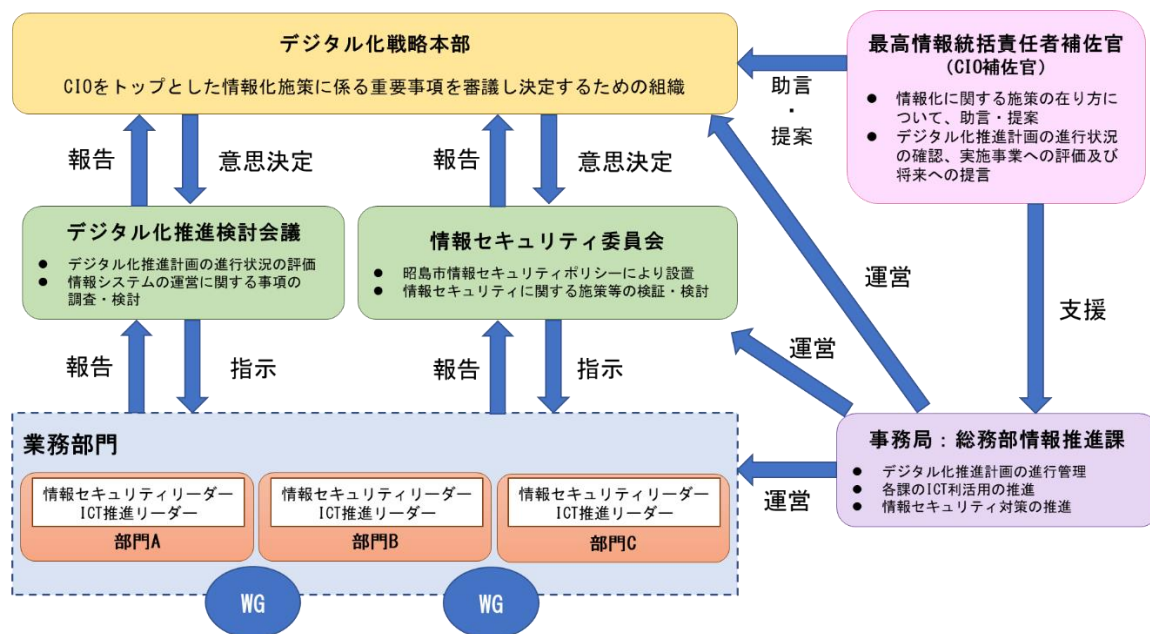 デジタル化戦略本部
CIOをトップとした情報化施策に係る重要事項を審議し決定するための組織
最高情報統括責任者補佐官
(CIO補佐官)
● 情報化に関する施策の在り方に
ついて、助言・提案
● デジタル化推進計画の進行状況
の確認、実施事業への評価及び
将来への提言
助言
・
提案
報告
意思決定
報告
意思決定
デジタル化推進検討会議
● デジタル化推進計画の進行状況の評価
● 情報システムの運営に関する事項の
調査・検討
情報セキュリティ委員会
● 昭島市情報セキュリティポリシーにより設置
● 情報セキュリティに関する施策等の検証・検討
運営
支援
報告
指示
報告
指示
運営
業務部門
情報セキュリティリーダー
ICT推進リーダー
部門A
情報セキュリティリーダー
ICT推進リーダー
部門B
情報セキュリティリーダー
ICT推進リーダー
部門C
運営
事務局：総務部情報推進課
● デジタル化推進計画の進行管理
● 各課のICT利活用の推進
● 情報セキュリティ対策の推進
WG
WG